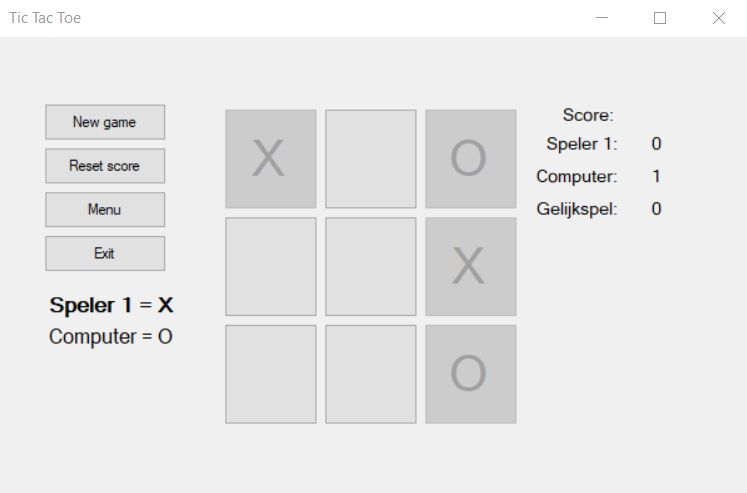 Tic Tac Toe
New game
Reset score
Menu
Exit
Speler 1 = X
Computer = O
X O
X
O
Score:
Speler 1: 0
Computer: 1
Gelijkspel: 0